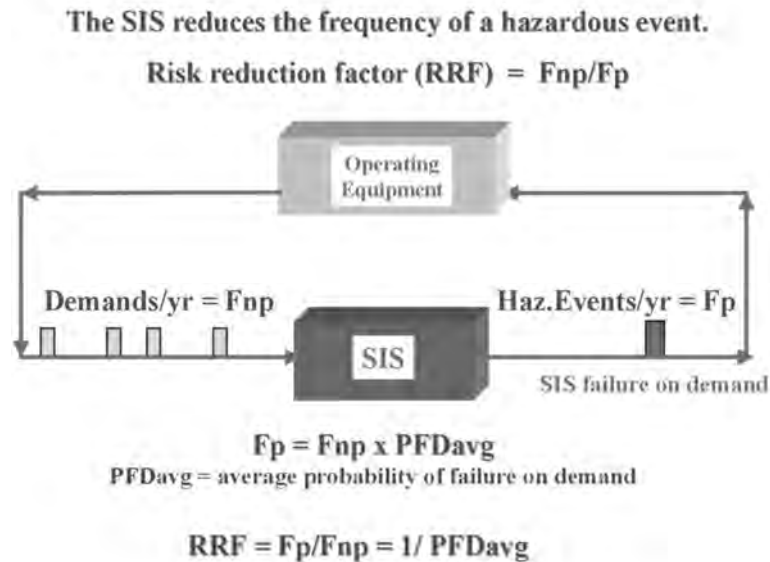 The SIS reduces the frequency of a hazardous event.
Risk reduction factor (RRF) = Fnp/Fp
Operating
Equipment
Demands/yr = Fnp
Haz.Events/yr = Fp
SIS
SIS failure on demand
Fp = Fnp x PFDavg
PFDavg = average probability of failure on demand
RRF = Fp/Fnp = 1/ PFDavg